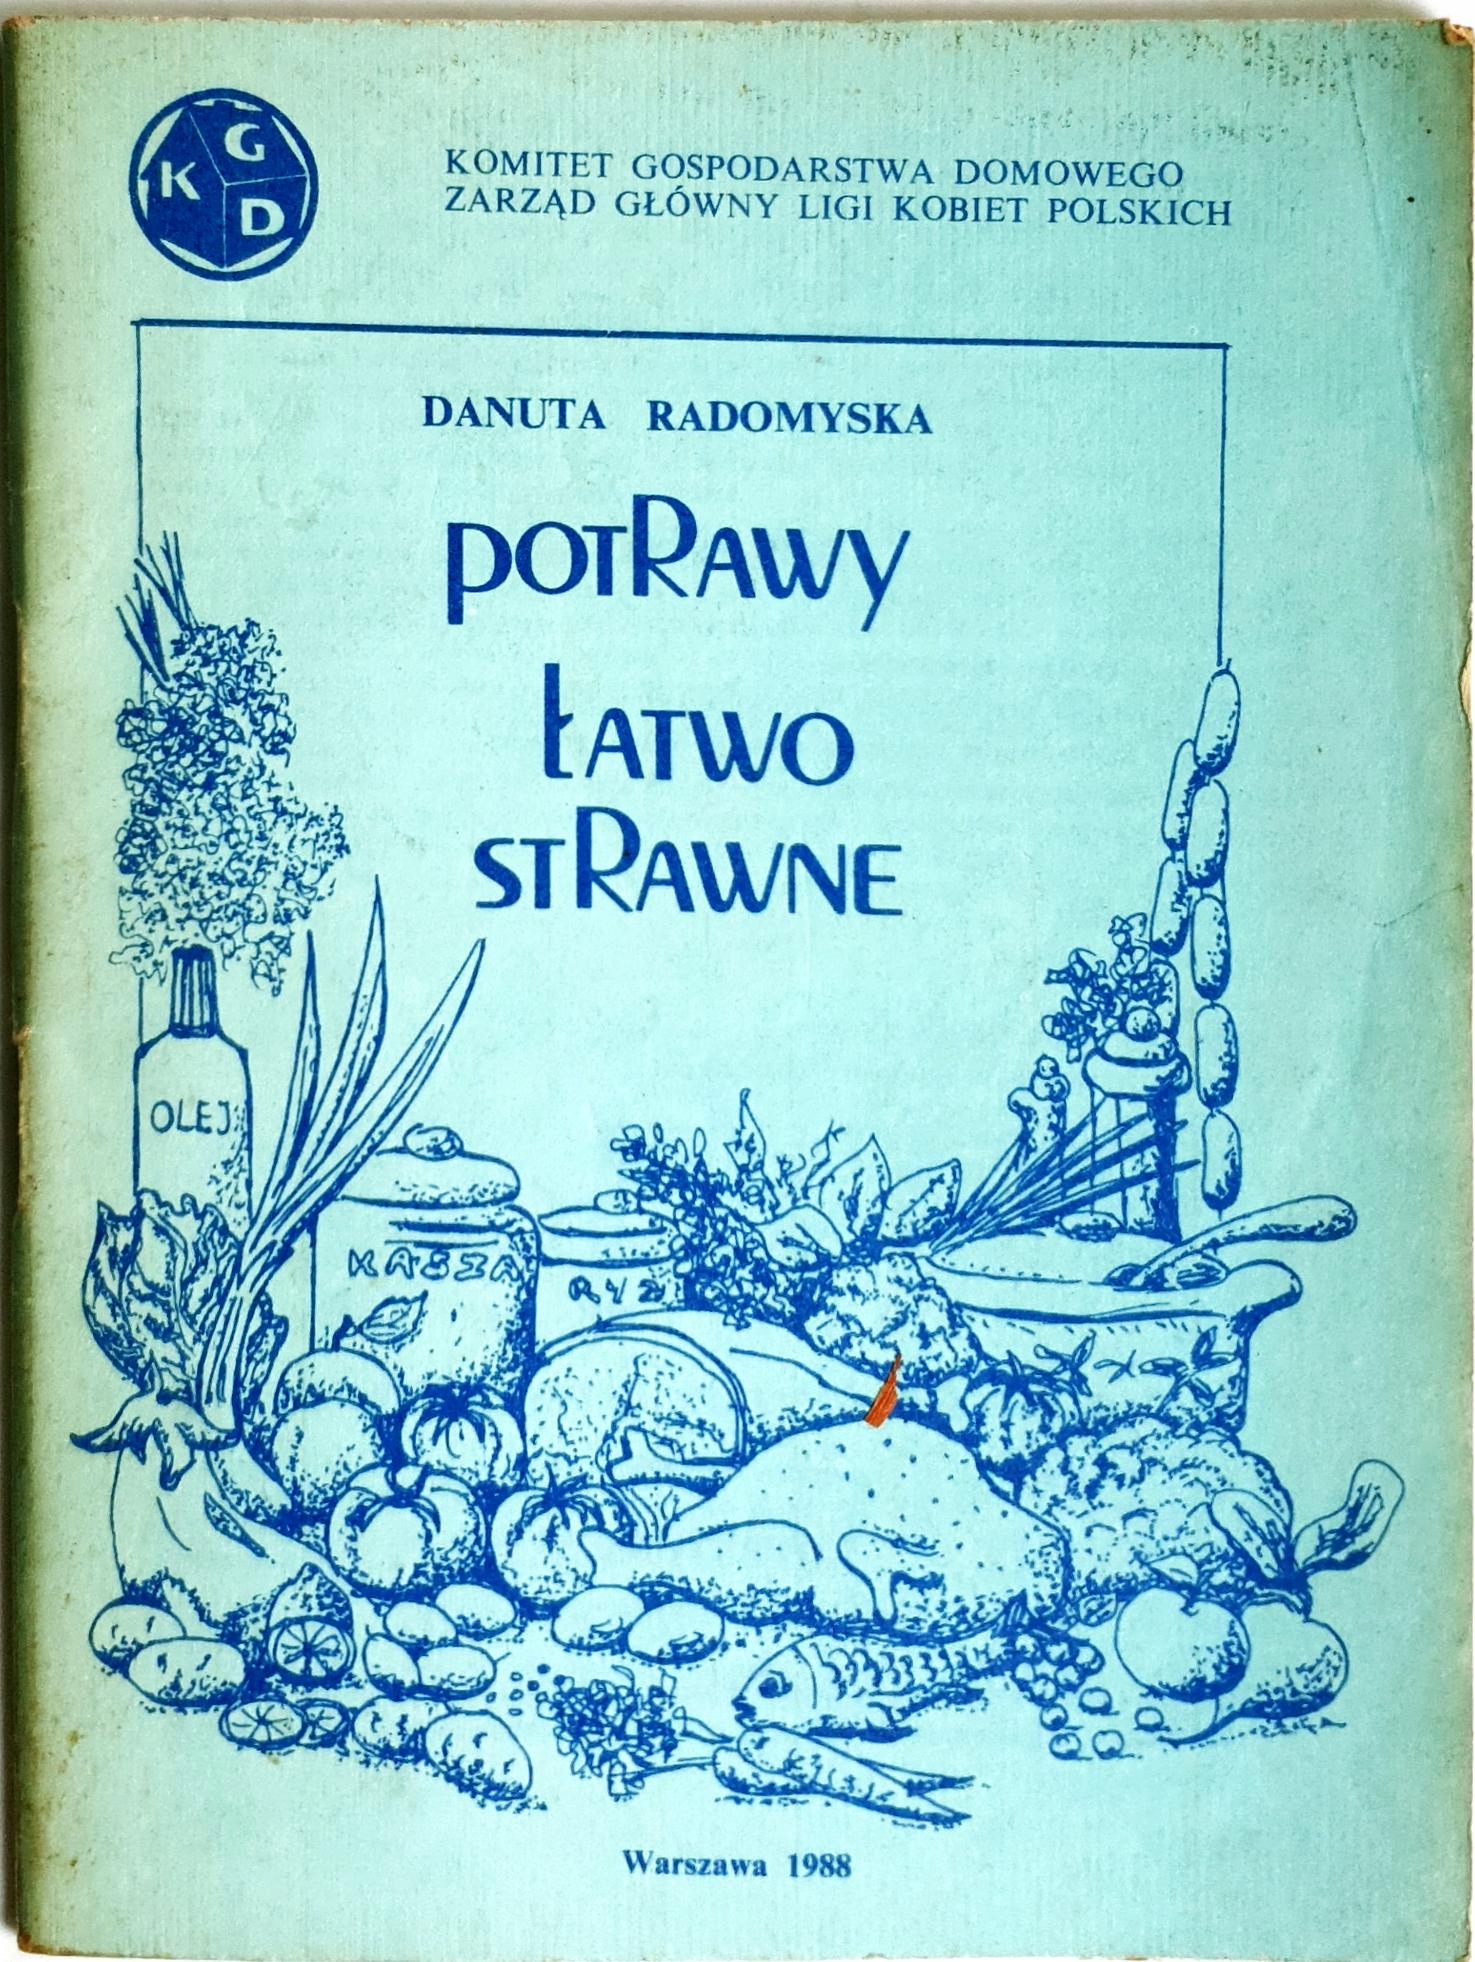 K G D
KOMITET GOSPODARSTWA DOMOWEGO
ZARZĄD GŁÓWNY LIGI KOBIET POLSKICH
DANUTA RADOMYSKA
POTRAWY
ŁATWO
STRAWNE
OLEJ
KASZA
RYŻ
Warszawa 1988